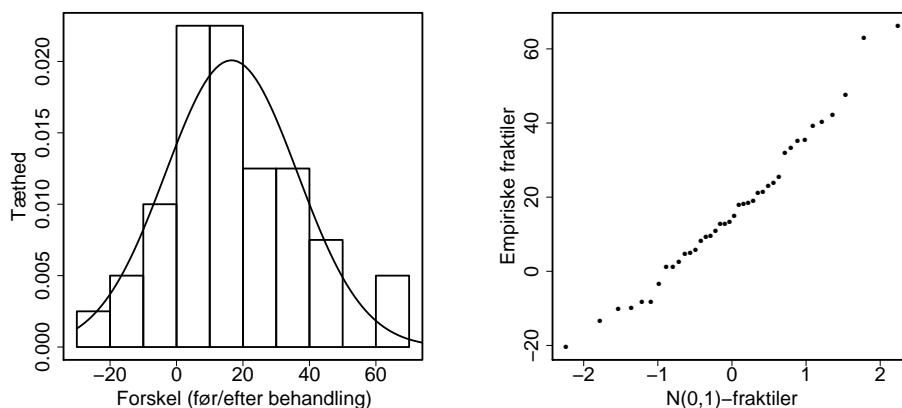 Tæthed
0.000 0.005 0.010 0.015 0.020
−20 0 20 40 60
Forskel (før/efter behandling)
Empiriske fraktiler
−20 0 20 40 60
−2 −1 0 1 2
N(0,1)−fraktiler